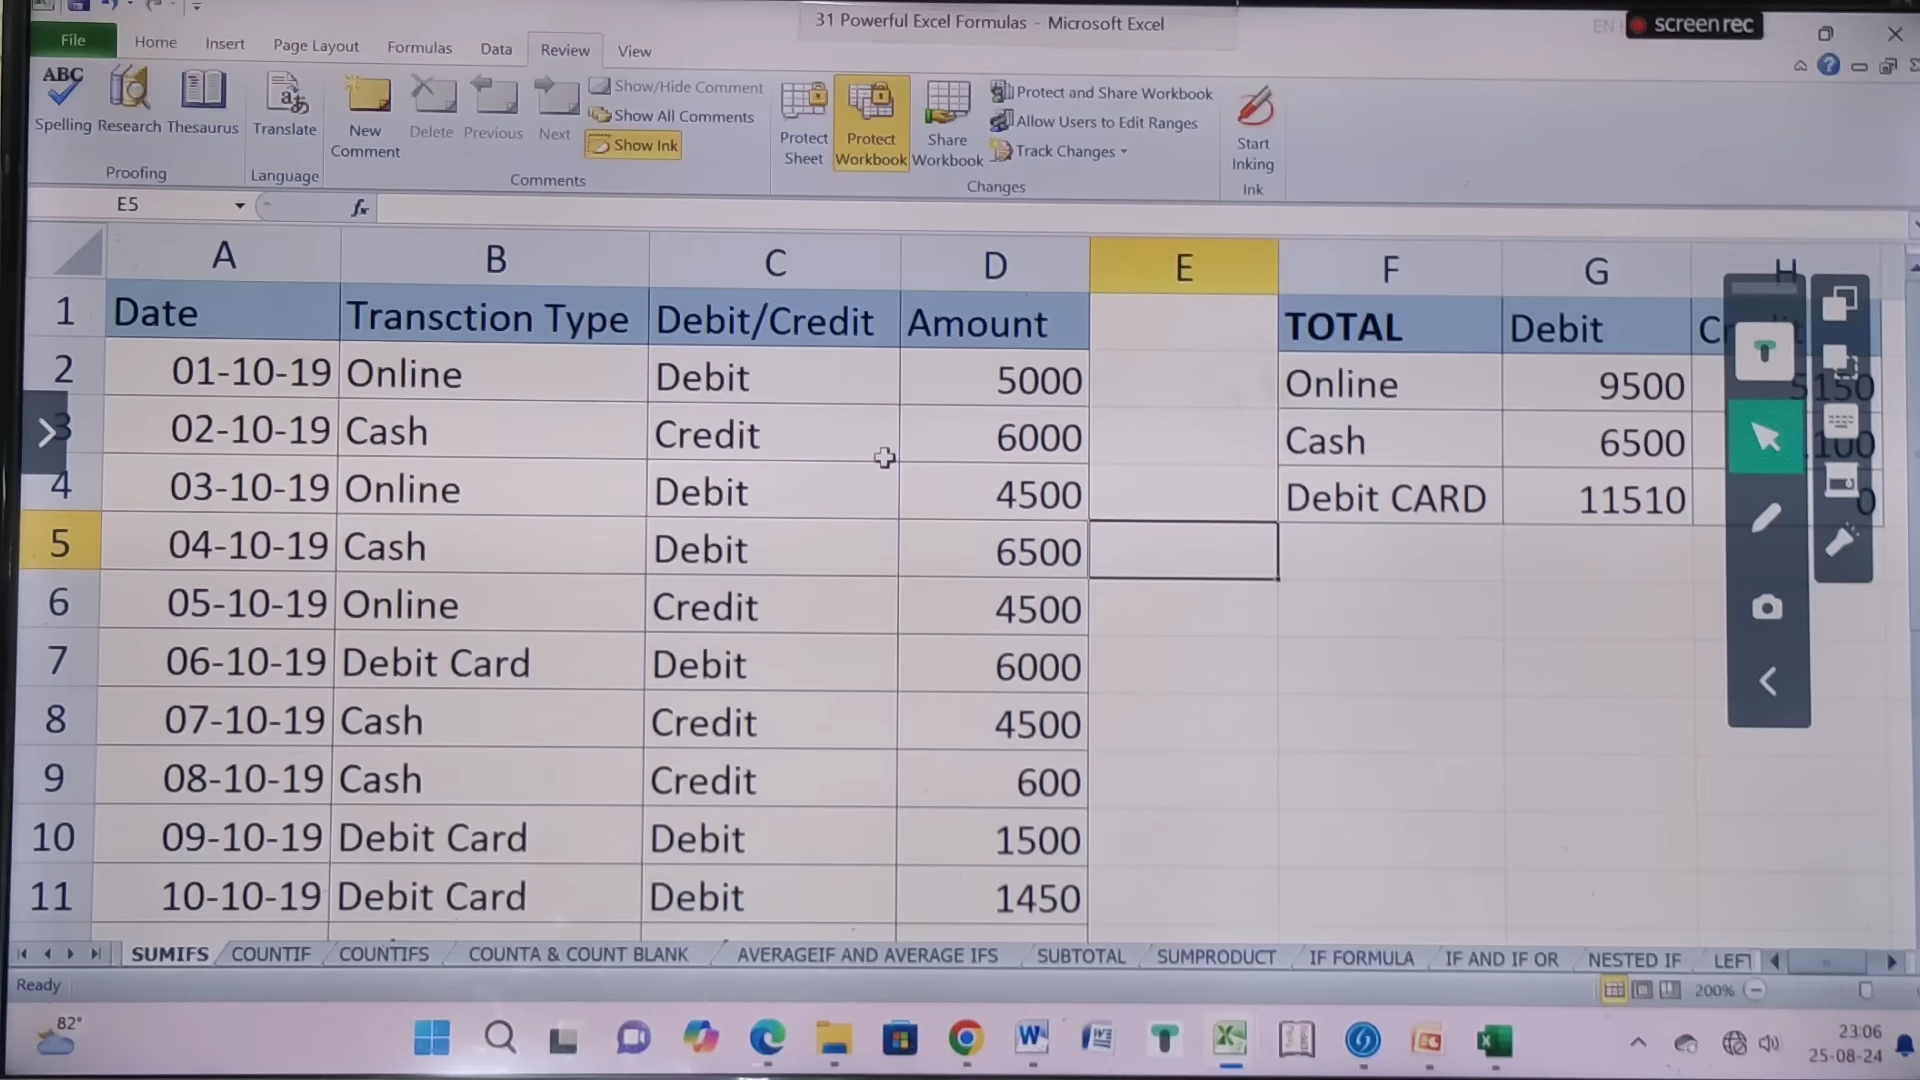 31 Powerful Excel Formulas - Microsoft Excel
EN
screenrec
File Home Insert Page Layout Formulas Data Review View
ABC
Spelling Research Thesaurus
Proofing
Translate
Language
New Comment
Delete Previous Next
Show/Hide Comment
Show All Comments
Show Ink
Comments
Protect Sheet
Protect Workbook
Share Workbook
Protect and Share Workbook
Allow Users to Edit Ranges
Track Changes
Changes
Start Inking
Ink
E5 fx
A B C D E F G H
1 Date Transction Type Debit/Credit Amount TOTAL Debit
2 01-10-19 Online Debit 5000 Online 9500 5150
3 02-10-19 Cash Credit 6000 Cash 6500
4 03-10-19 Online Debit 4500 Debit CARD 11510 0
5 04-10-19 Cash Debit 6500
6 05-10-19 Online Credit 4500
7 06-10-19 Debit Card Debit 6000
8 07-10-19 Cash Credit 4500
9 08-10-19 Cash Credit 600
10 09-10-19 Debit Card Debit 1500
11 10-10-19 Debit Card Debit 1450
SUMIFS COUNTIF COUNTIFS COUNTA & COUNT BLANK AVERAGEIF AND AVERAGE IFS SUBTOTAL SUMPRODUCT IF FORMULA IF AND IF OR NESTED IF LEFT
Ready 200%
82°
23:06
25-08-24